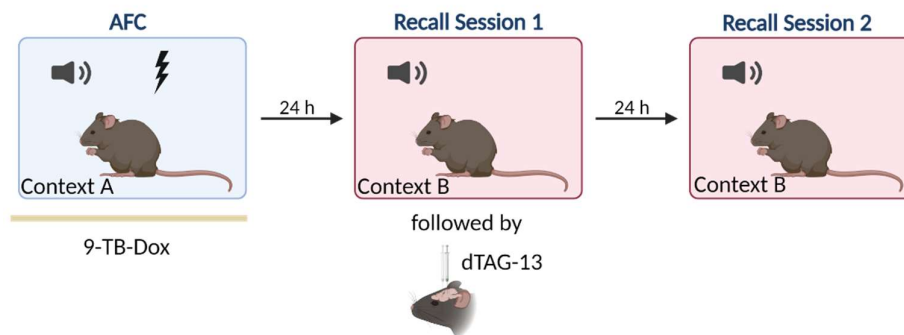 AFC
Recall Session 1
Recall Session 2
24 h
24 h
Context A
Context B
Context B
9-TB-Dox
followed by
dTAG-13